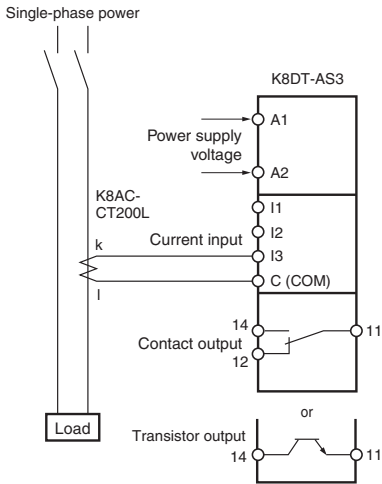 Single-phase power
K8DT-AS3
A1
Power supply
voltage
A2
K8AC-
CT200L
I1
I2
k
Current input
I3
C (COM)
l
14
11
Contact output
12
or
Load
Transistor output
14
11